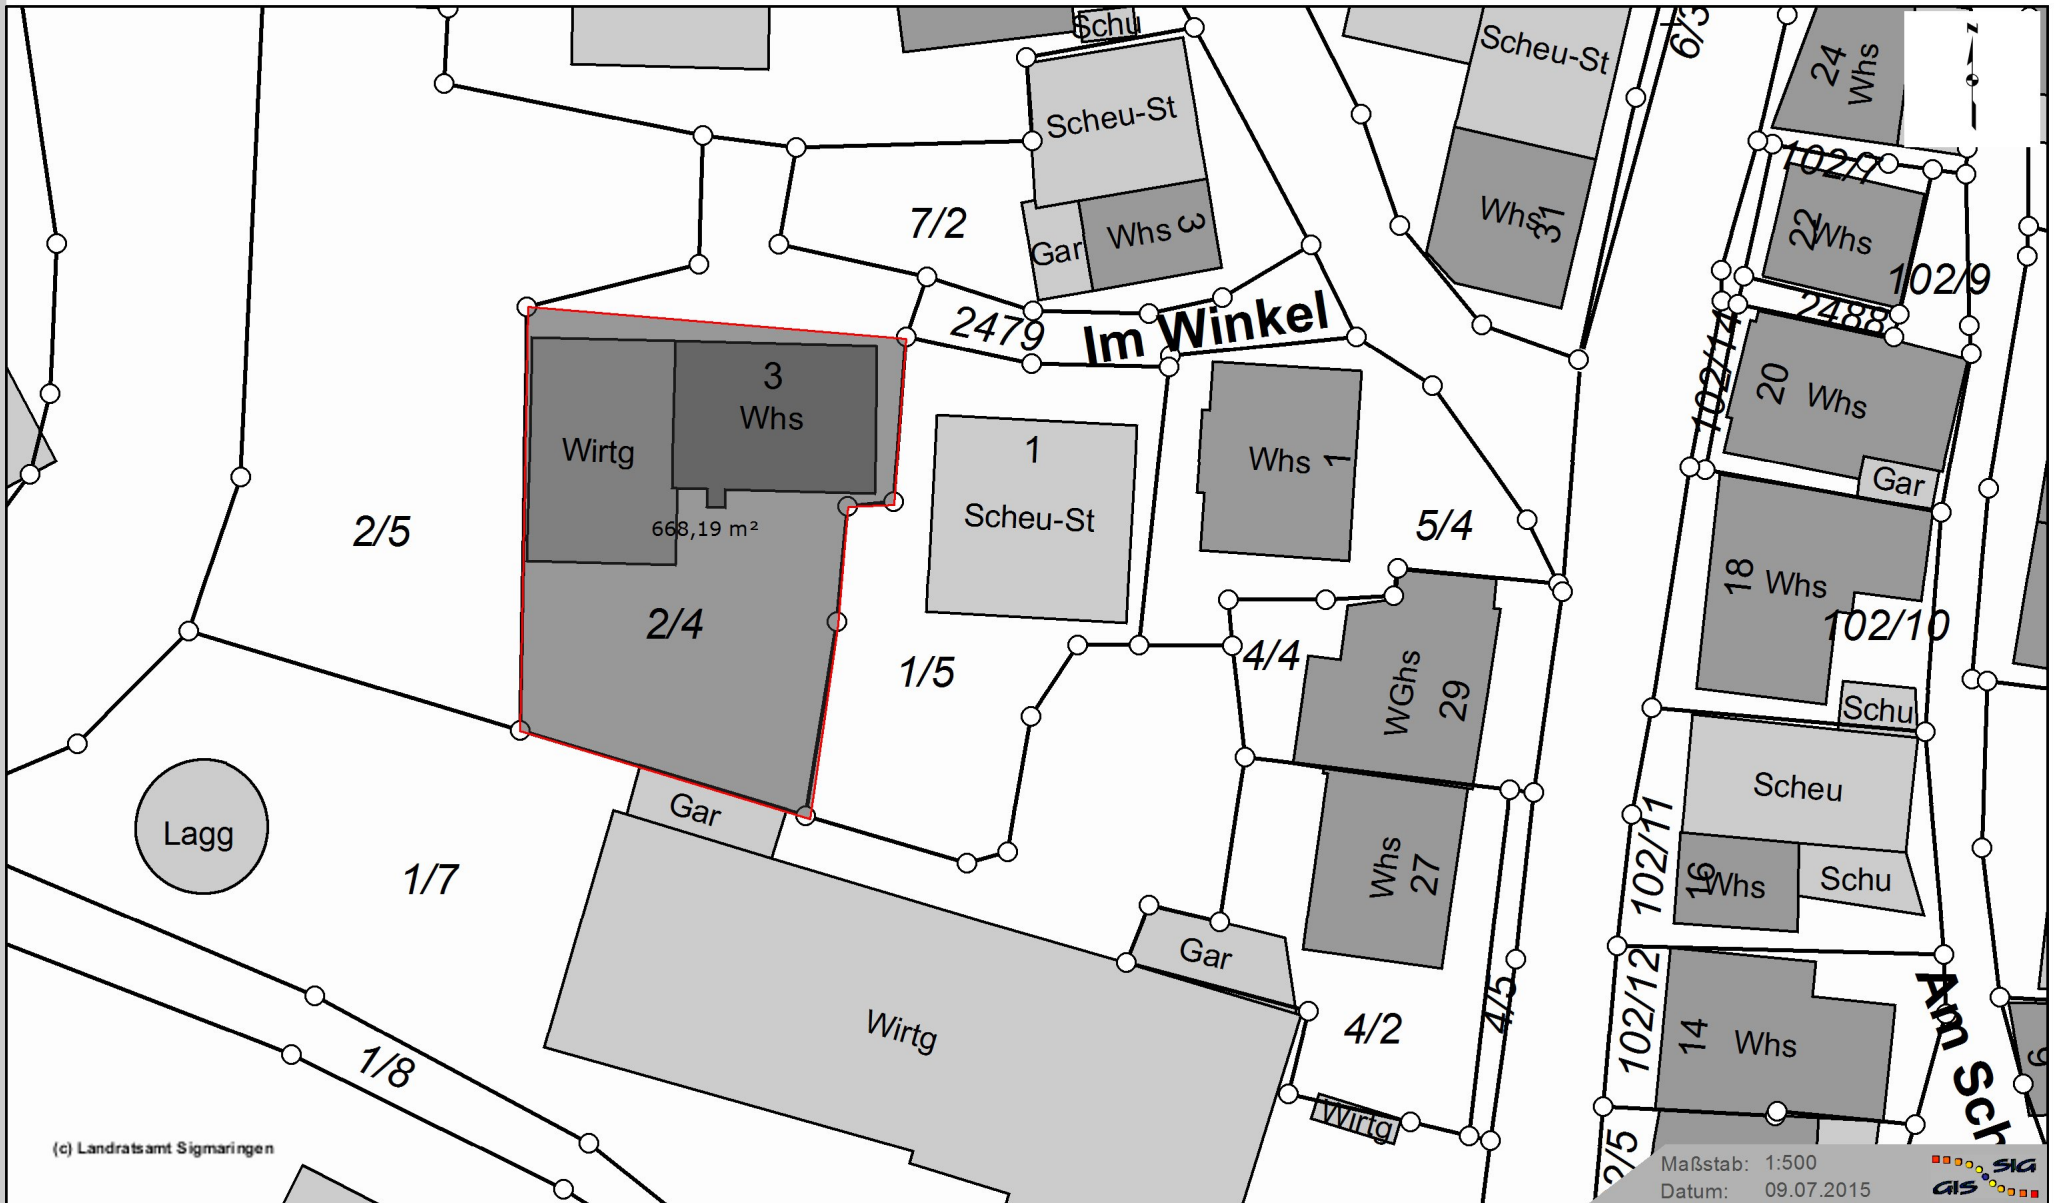 Schu
6/3
Scheu-St
24
Whs
Scheu-St
102/7
7/2
Whs
3
Gar
Whs
31
22
Whs
102/9
2479
Im Winkel
2488
102/14
3
Whs
Wirtg
1
Scheu-St
Whs
1
20
Whs
Gar
668,19 m²
2/5
5/4
2/4
18
Whs
102/10
1/5
4/4
WGhs
29
Schu
Scheu
Gar
Lagg
1/7
Whs
27
102/11
16
Whs
Schu
Gar
Wirtg
4/2
4/5
102/12
14
Whs
Am Sch
9
1/8
Wirtg
2/5
(c) Landratsamt Sigmaringen
Maßstab: 1:500
Datum: 09.07.2015
SIG
GIS
N